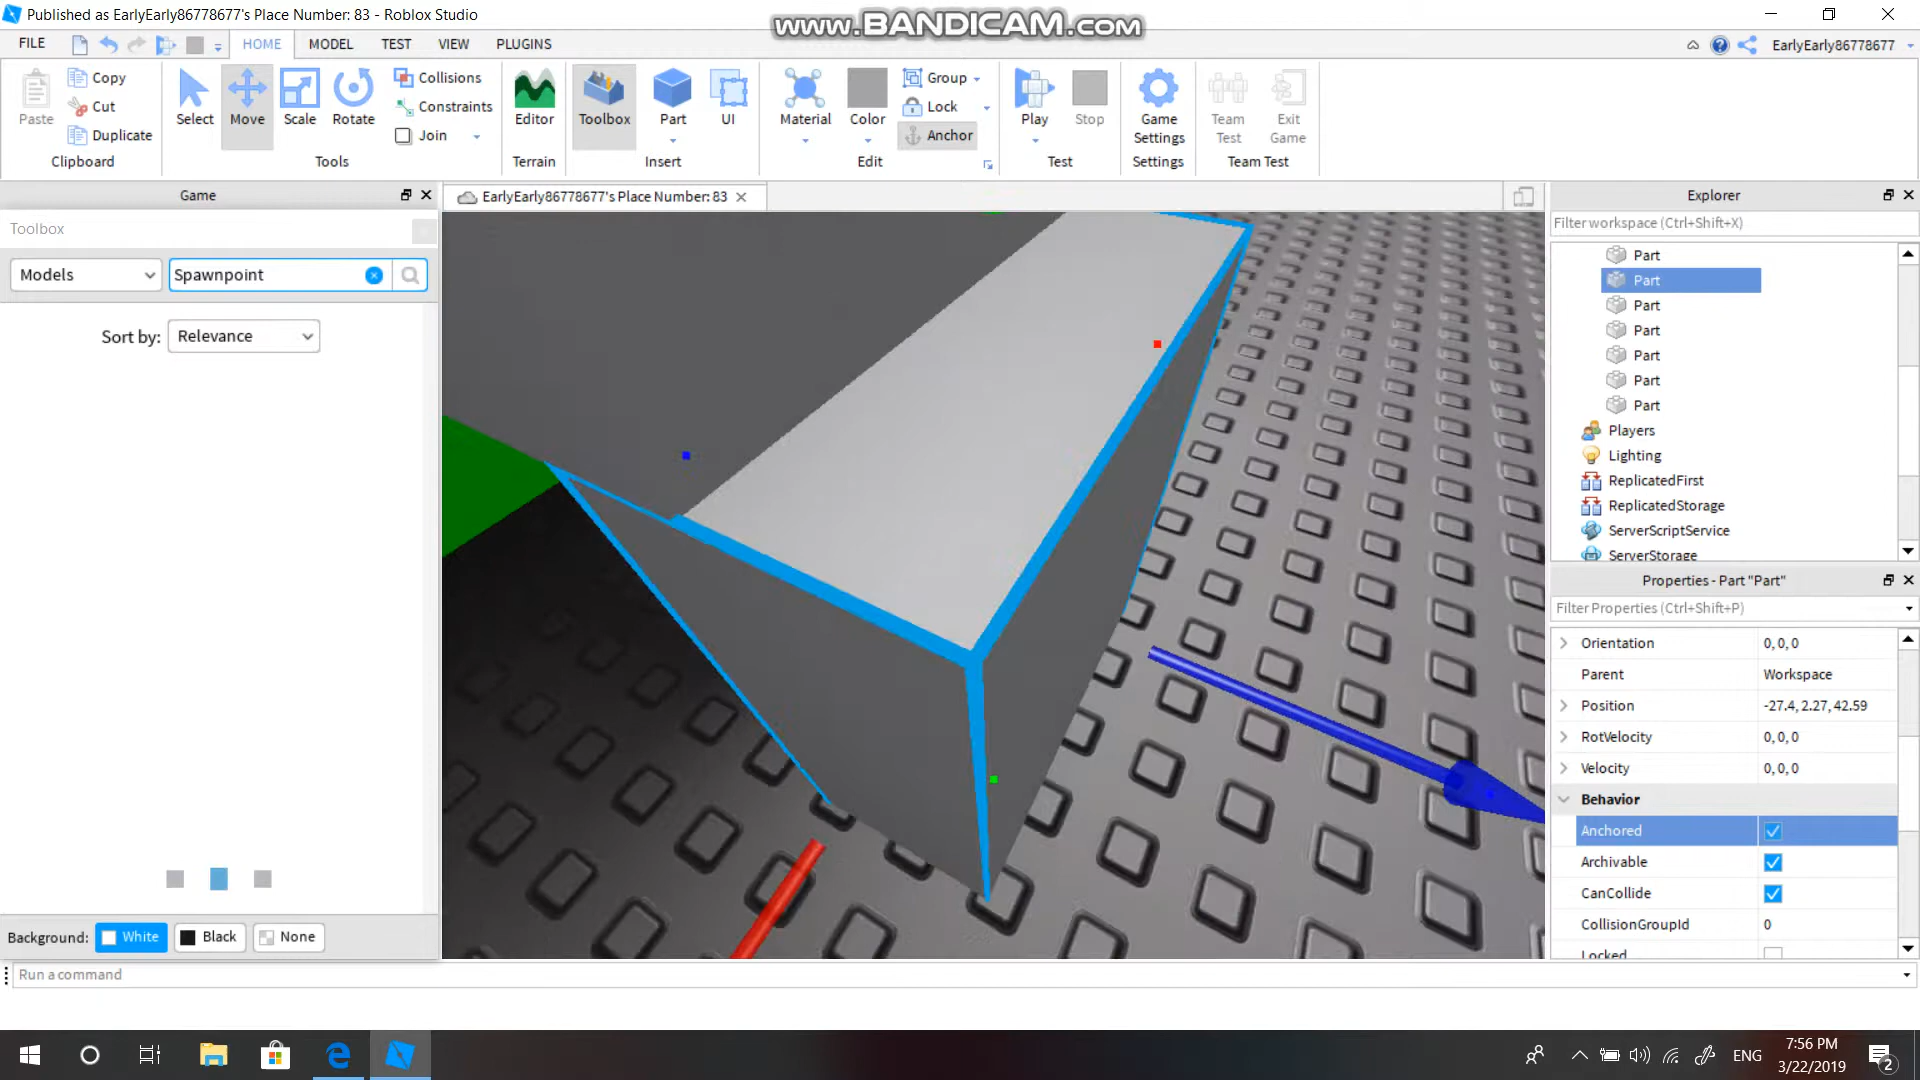 Published as EarlyEarly86778677's Place Number: 83 - Roblox Studio
www.BANDICAM.com
FILE HOME MODEL TEST VIEW PLUGINS EarlyEarly86778677
Paste Copy Cut Duplicate Clipboard
Select Move Scale Rotate Collisions Constraints Join Tools
Editor Terrain
Toolbox Part UI Insert
Material Color Group Lock Anchor Edit
Play Stop Test
Game Settings Settings
Team Test Exit Game Team Test
Game
Toolbox
Models Spawnpoint
Sort by: Relevance
Background: White Black None
EarlyEarly86778677's Place Number: 83
Explorer
Filter workspace (Ctrl+Shift+X)
Part
Part
Part
Part
Part
Part
Part
Players
Lighting
ReplicatedFirst
ReplicatedStorage
ServerScriptService
ServerStorage
Properties - Part "Part"
Filter Properties (Ctrl+Shift+P)
Orientation 0, 0, 0
Parent Workspace
Position -27.4, 2.27, 42.59
RotVelocity 0, 0, 0
Velocity 0, 0, 0
Behavior
Anchored
Archivable
CanCollide
CollisionGroupId 0
Locked
Run a command
ENG
7:56 PM
3/22/2019
2